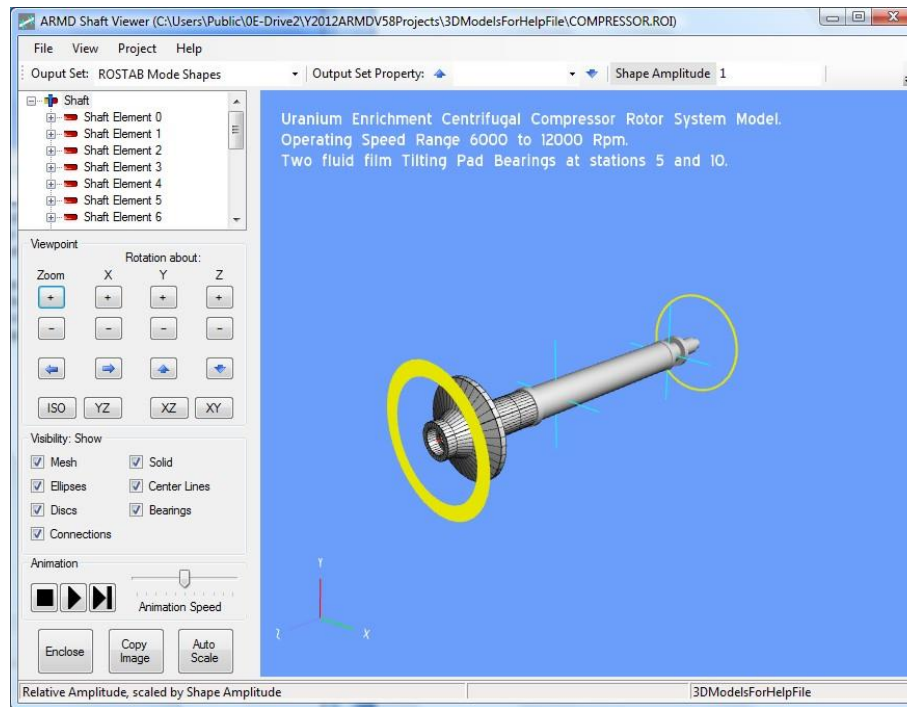 ARMD Shaft Viewer (C:\Users\Public\0E-Drive2\Y2012ARMDV58Projects\3DModelsForHelpFile\COMPRESSOR.ROI)
File View Project Help
Ouput Set: ROSTAB Mode Shapes Output Set Property: Shape Amplitude 1
Shaft
Shaft Element 0
Shaft Element 1
Shaft Element 2
Shaft Element 3
Shaft Element 4
Shaft Element 5
Shaft Element 6
Uranium Enrichment Centrifugal Compressor Rotor System Model.
Operating Speed Range 6000 to 12000 Rpm.
Two fluid film Tilting Pad Bearings at stations 5 and 10.
Viewpoint
Rotation about:
Zoom X Y Z
+ + + +
- - - -
ISO YZ XZ XY
Visibility: Show
Mesh Solid
Ellipses Center Lines
Discs Bearings
Connections
Animation
Animation Speed
Enclose Copy Image Auto Scale
Y
Z X
Relative Amplitude, scaled by Shape Amplitude 3DModelsForHelpFile